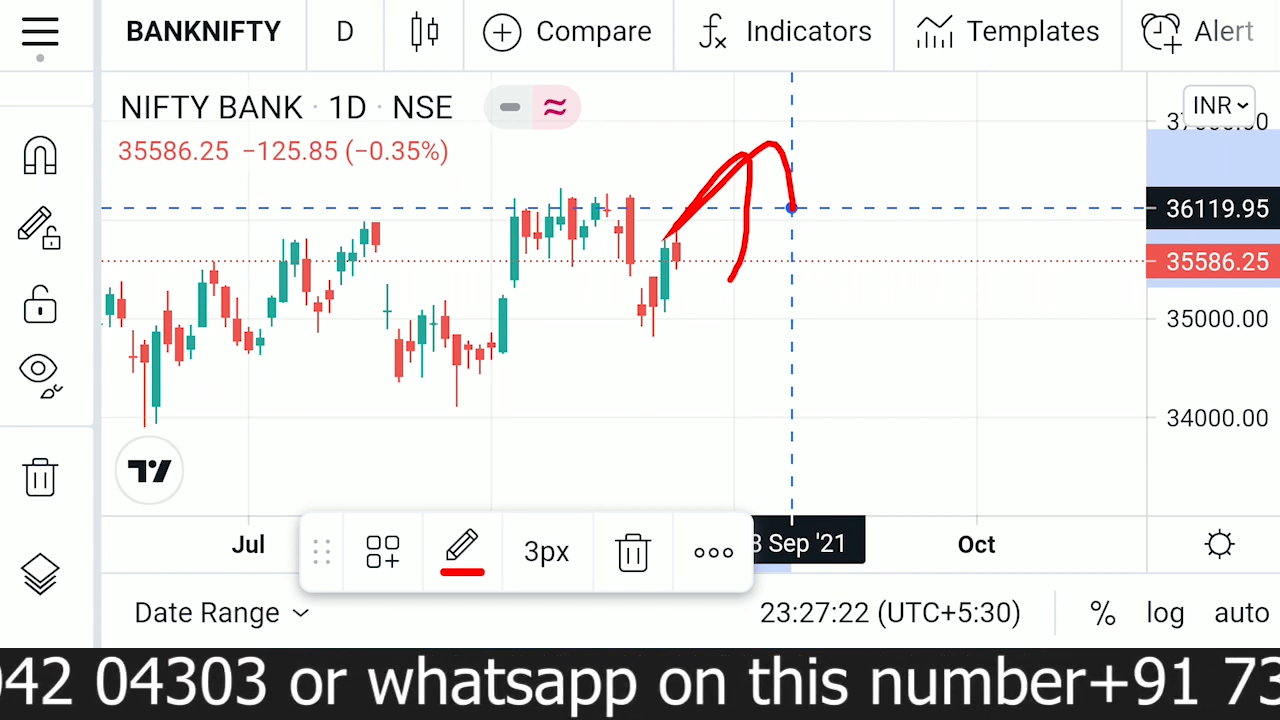 BANKNIFTY D Compare Indicators Templates Alert
NIFTY BANK · 1D · NSE
INR
35586.25 −125.85 (−0.35%)
36119.95
35586.25
35000.00
34000.00
Jul
3px
Sep '21
Oct
Date Range
23:27:22 (UTC+5:30) % log auto
42 04303 or whatsapp on this number+91 73